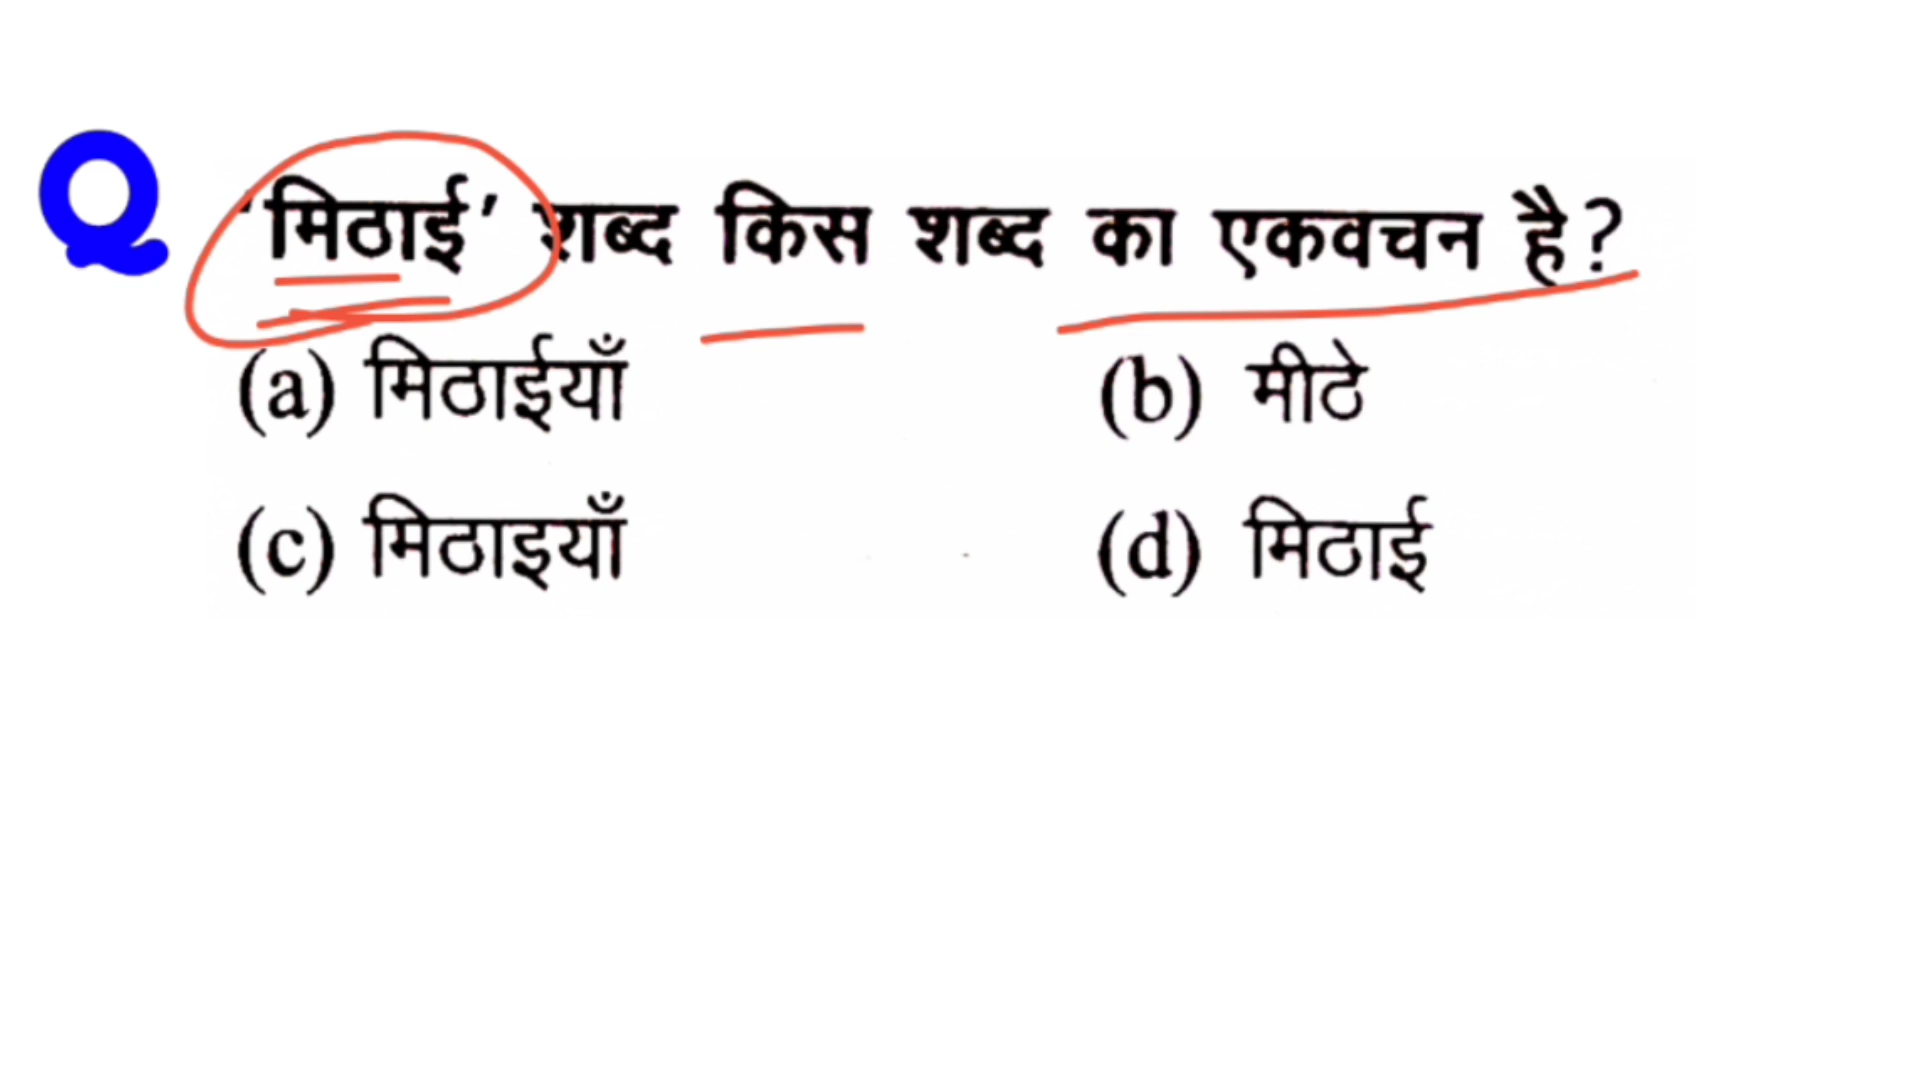 Q 'मिठाई' शब्द किस शब्द का एकवचन है?
(a) मिठाईयाँ (b) मीठे
(c) मिठाइयाँ (d) मिठाई